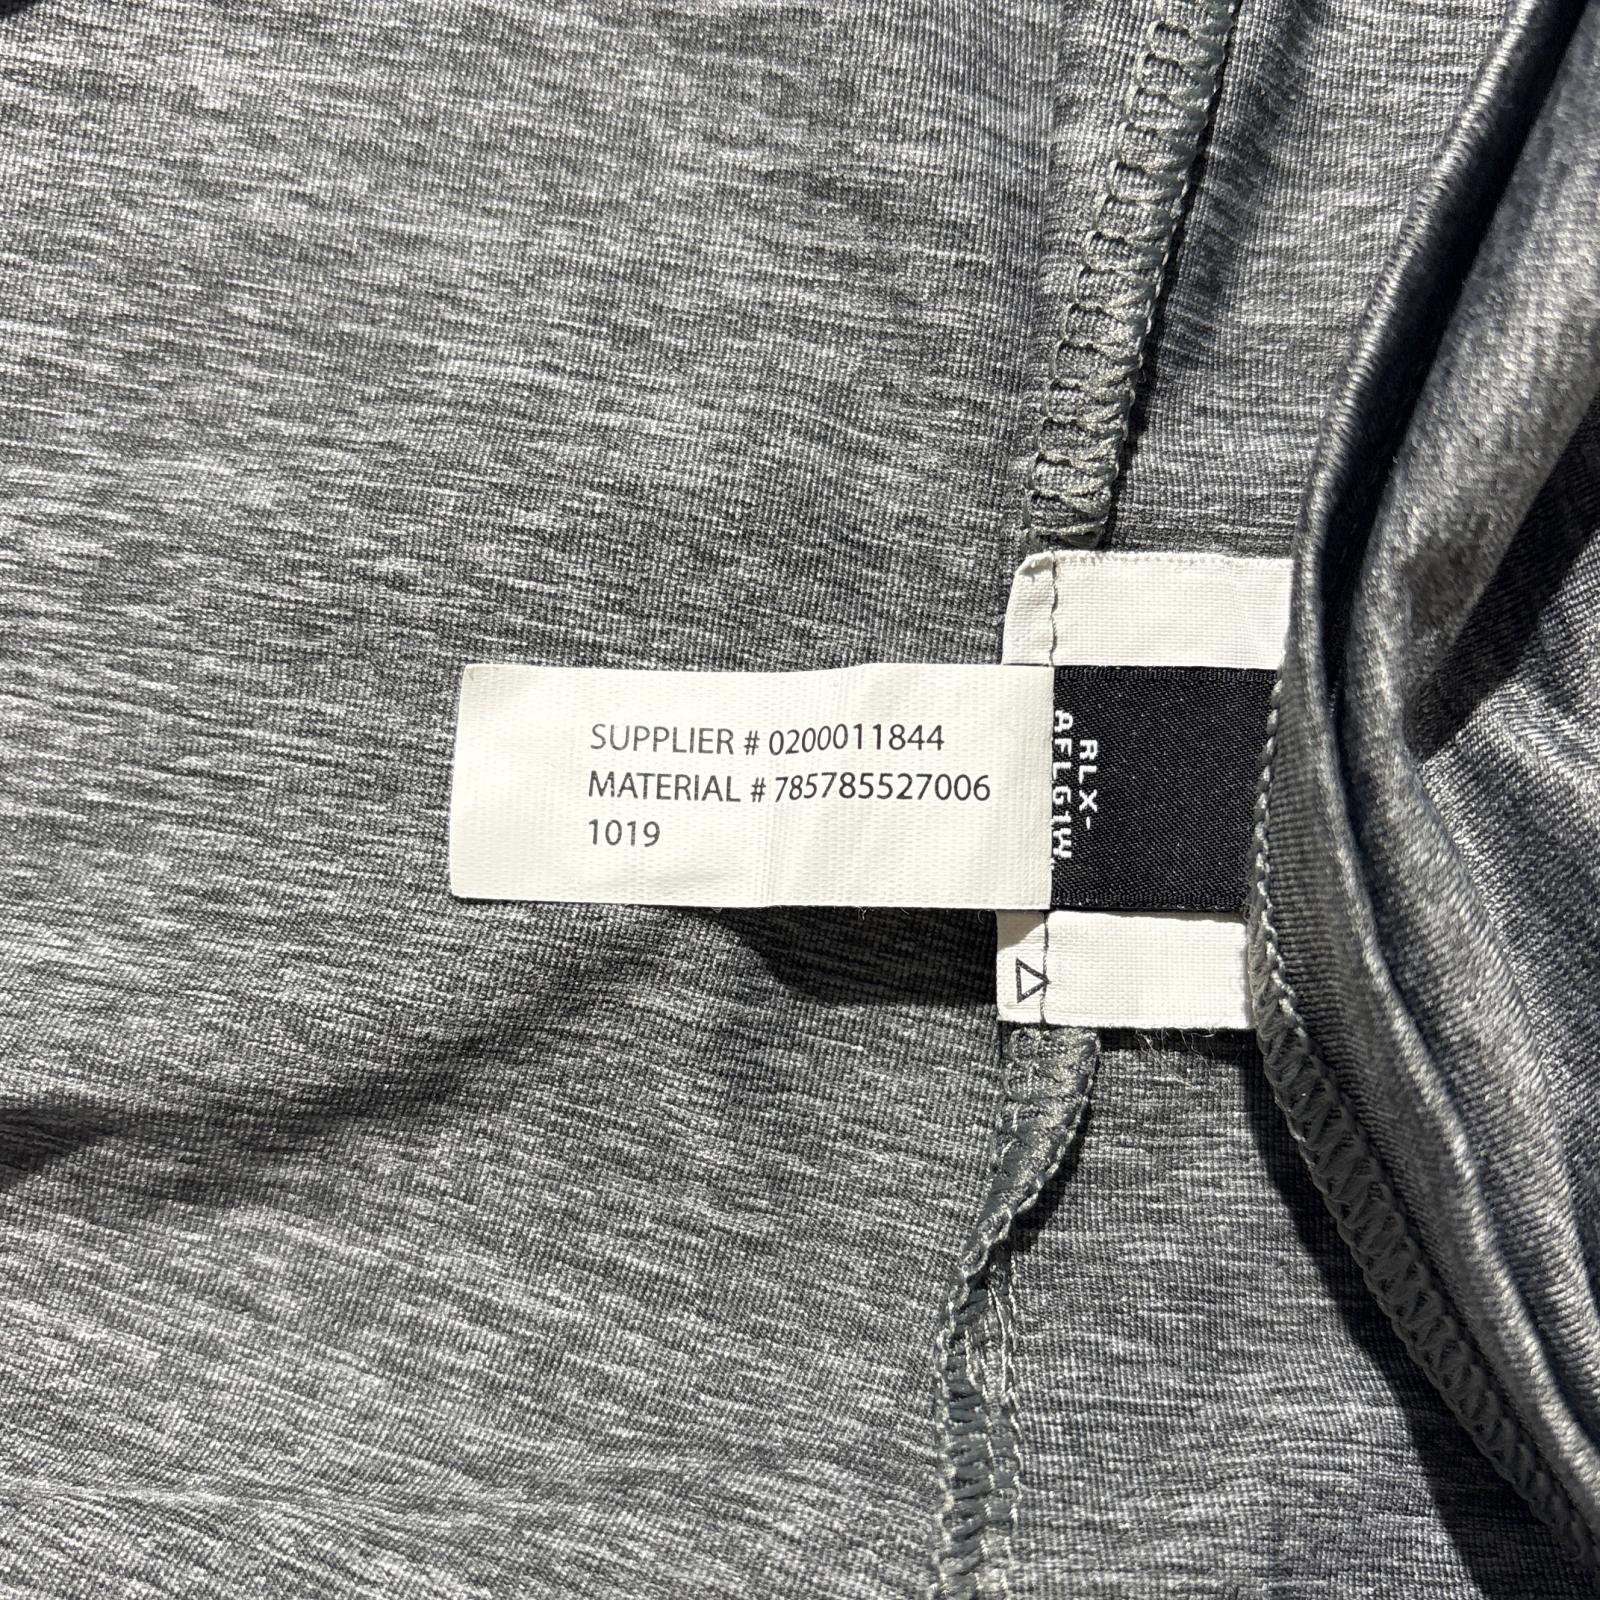 SUPPLIER # 0200011844
MATERIAL # 785785527006
1019
RLX-
AFLG1W